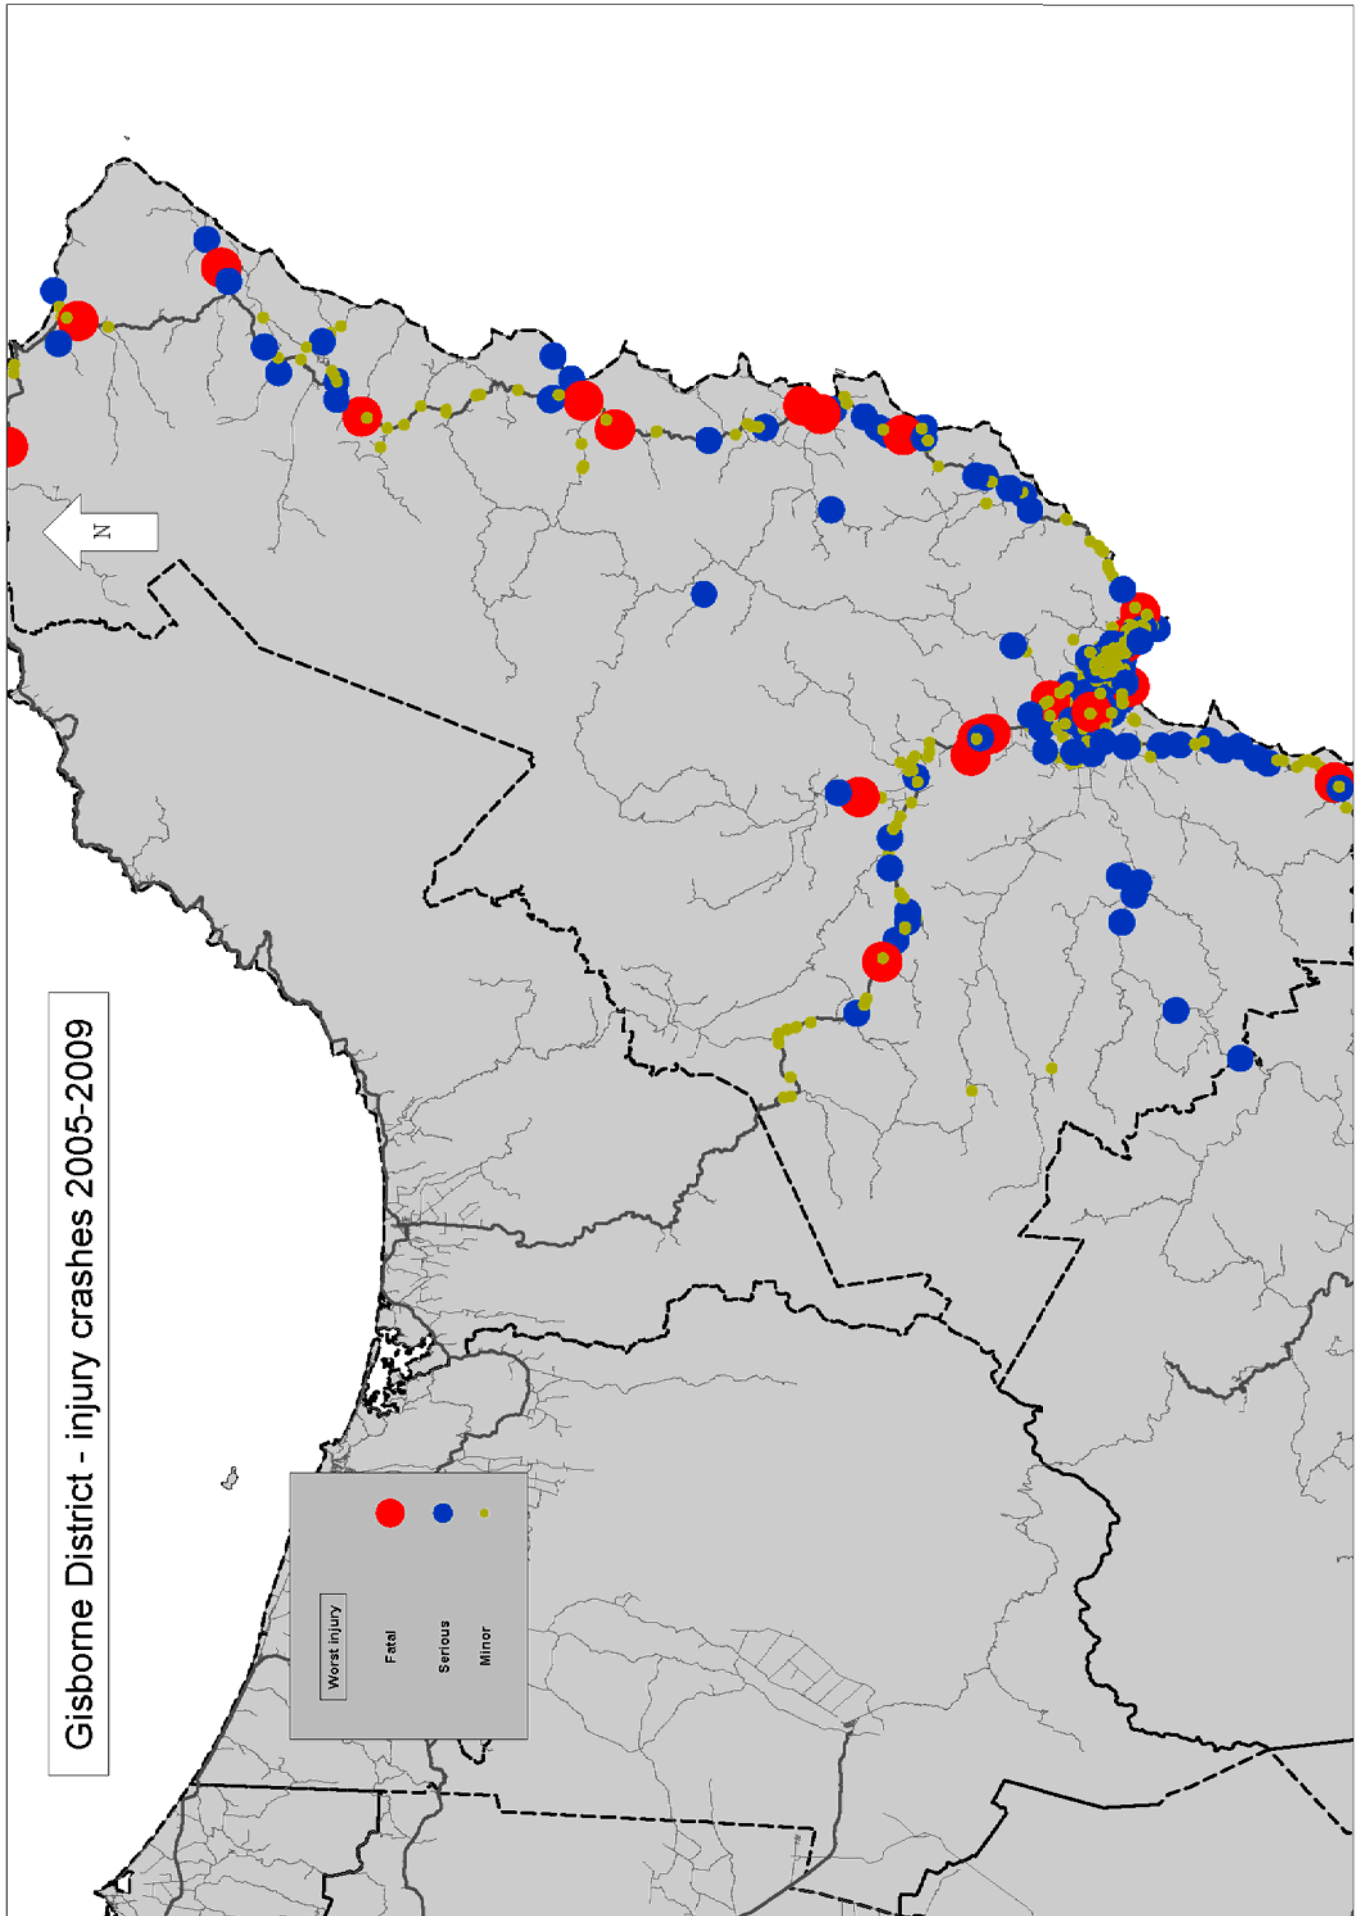 Gisborne District - injury crashes 2005-2009
N
Worst injury
Fatal
Serious
Minor